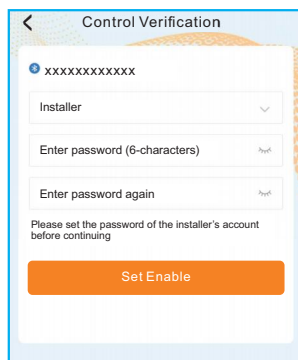 Control Verification
xxxxxxxxxxxx
Installer
Enter password (6-characters)
Enter password again
Please set the password of the installer's account
before continuing
Set Enable